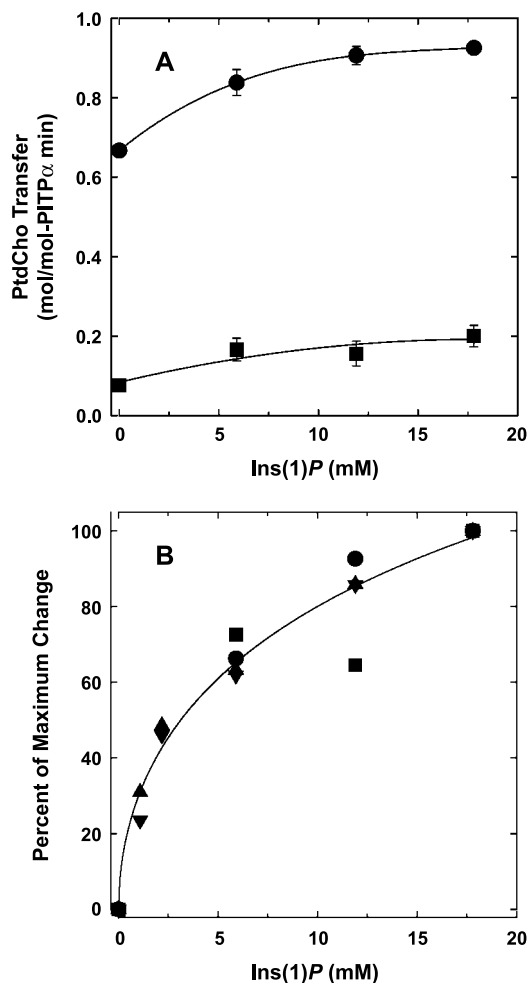 A
PtdCho Transfer
(mol/mol-PITPα min)
1.0
0.8
0.6
0.4
0.2
0.0
0 5 10 15 20
Ins(1)P (mM)
B
Percent of Maximum Change
100
80
60
40
20
0
0 5 10 15 20
Ins(1)P (mM)